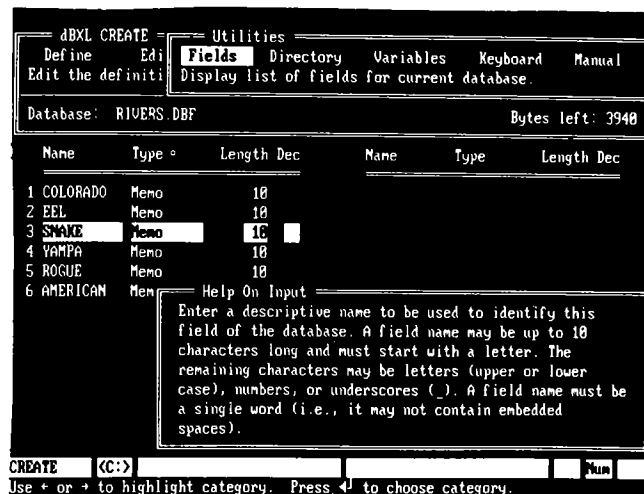 dBXL CREATE Utilities
Define Edi Fields Directory Variables Keyboard Manual
Edit the definiti Display list of fields for current database.
Database: RIVERS.DBF Bytes left: 3940
Name Type Length Dec Name Type Length Dec
1 COLORADO Memo 10
2 EEL Memo 10
3 SNAKE Memo 10
4 YAMPA Memo 10
5 ROGUE Memo 10
6 AMERICAN Mem Help On Input
Enter a descriptive name to be used to identify this
field of the database. A field name may be up to 10
characters long and must start with a letter. The
remaining characters may be letters (upper or lower
case), numbers, or underscores (_). A field name must be
a single word (i.e., it may not contain embedded
spaces).
CREATE <C:> Num
Use ← or → to highlight category. Press ↵ to choose category.